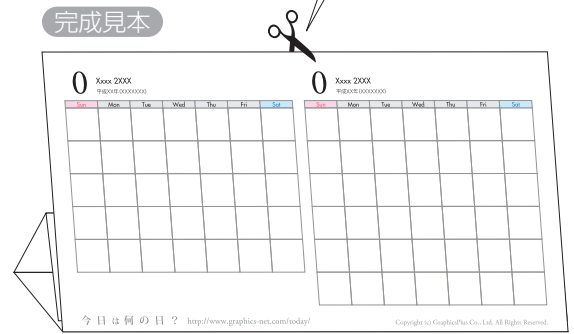 完成見本
0 Xxxx 2XXX
平成XX年(XXXXXXX)
Sun Mon Tue Wed Thu Fri Sat
0 Xxxx 2XXX
平成XX年(XXXXXXX)
Sun Mon Tue Wed Thu Fri Sat
今日は何の日? http://www.graphics-net.com/today/
Copyright (c) GraphicsPlus Co., Ltd. All Rights Reserved.